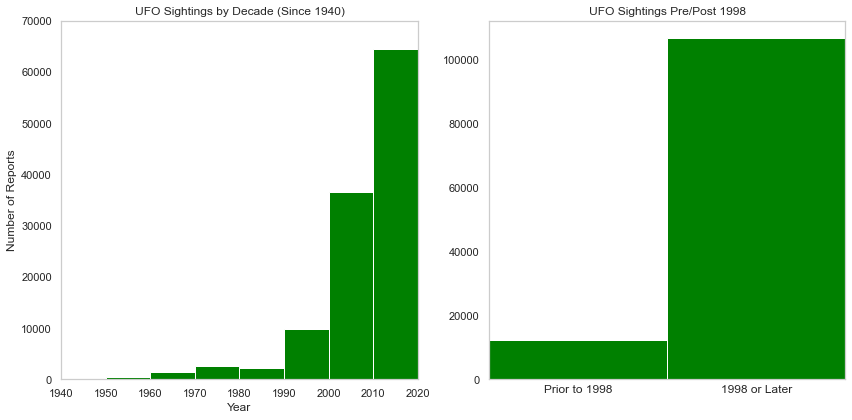 UFO Sightings by Decade (Since 1940)
70000
60000
50000
40000
30000
20000
10000
0
Number of Reports
1940 1950 1960 1970 1980 1990 2000 2010 2020
Year
UFO Sightings Pre/Post 1998
100000
80000
60000
40000
20000
0
Prior to 1998 1998 or Later